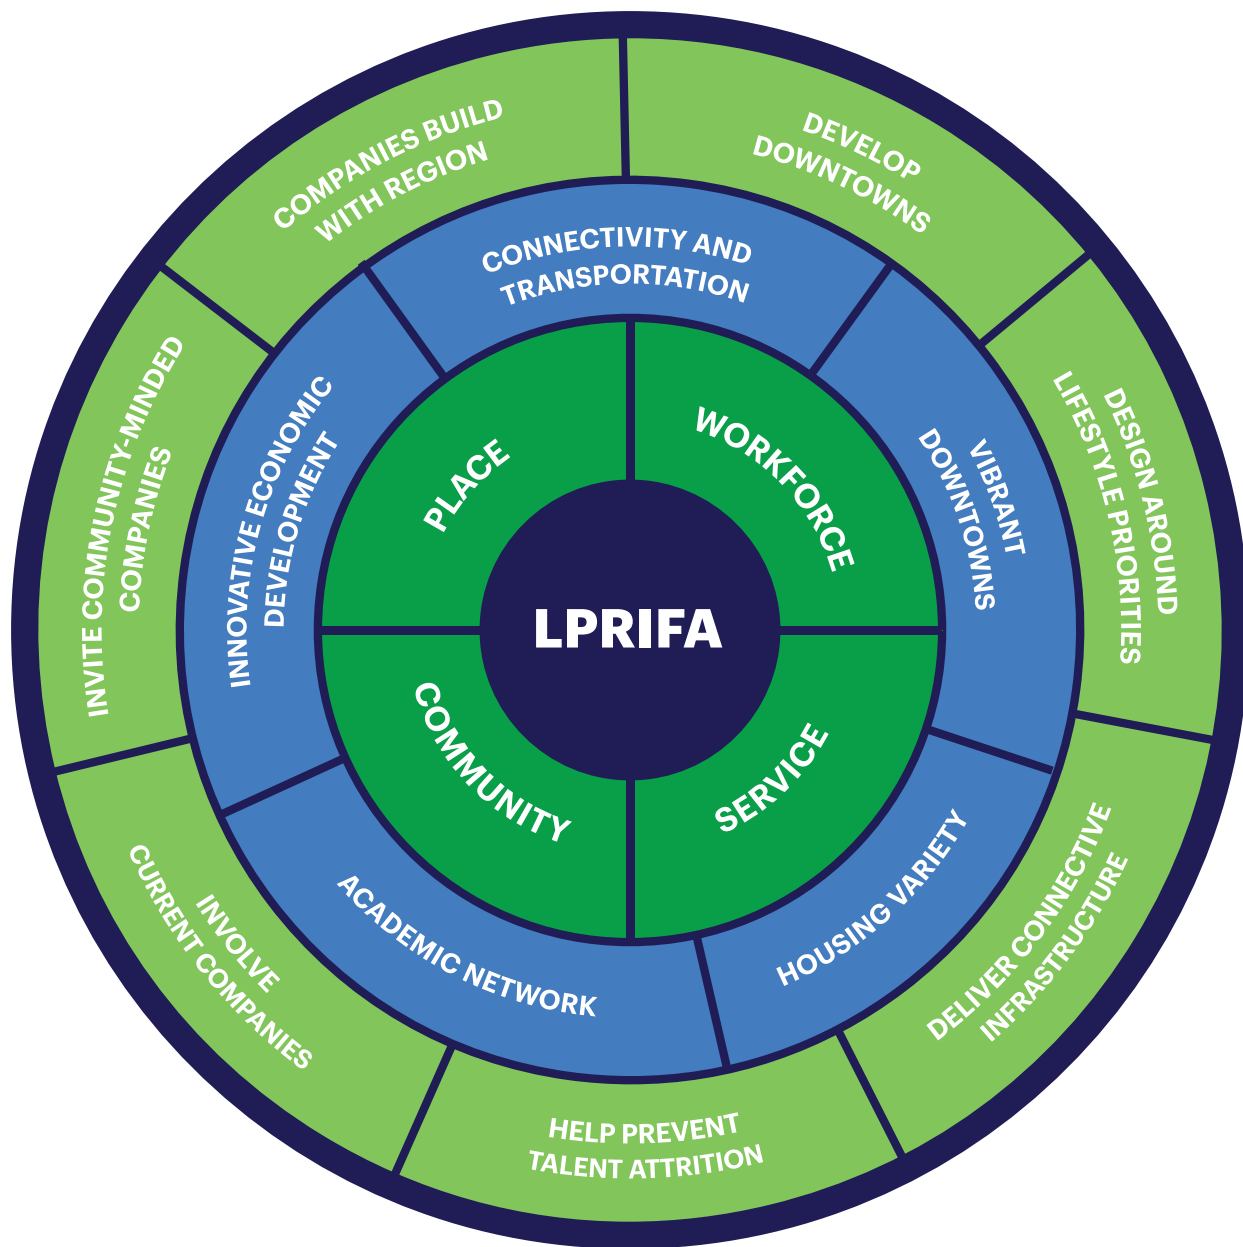 COMPANIES BUILD
WITH REGION
DEVELOP
DOWNTOWNS
DESIGN AROUND
LIFESTYLE PRIORITIES
DELIVER CONNECTIVE
INFRASTRUCTURE
HELP PREVENT
TALENT ATTRITION
INVOLVE
CURRENT COMPANIES
INVITE COMMUNITY-MINDED
COMPANIES
CONNECTIVITY AND
TRANSPORTATION
VIBRANT
DOWNTOWNS
HOUSING VARIETY
ACADEMIC NETWORK
INNOVATIVE ECONOMIC
DEVELOPMENT
PLACE
WORKFORCE
SERVICE
COMMUNITY
LPRIFA